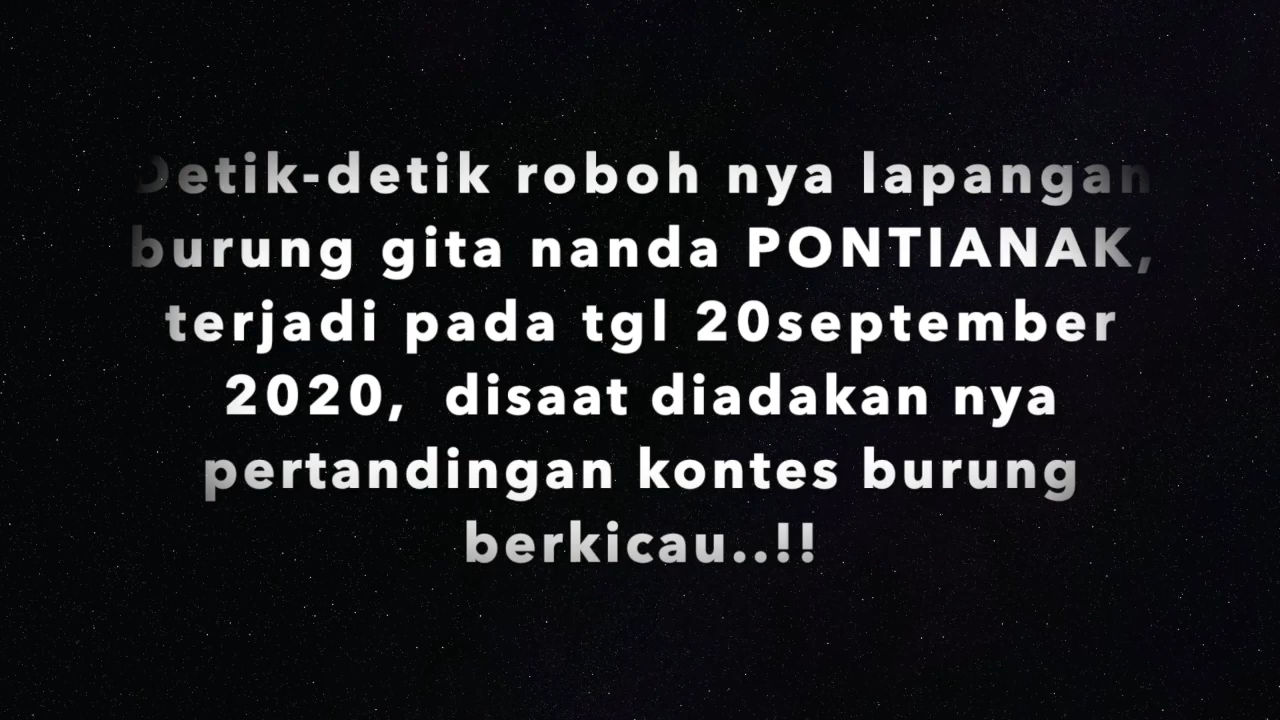 Detik-detik roboh nya lapangan
burung gita nanda PONTIANAK,
terjadi pada tgl 20september
2020,  disaat diadakan nya
pertandingan kontes burung
berkicau..!!